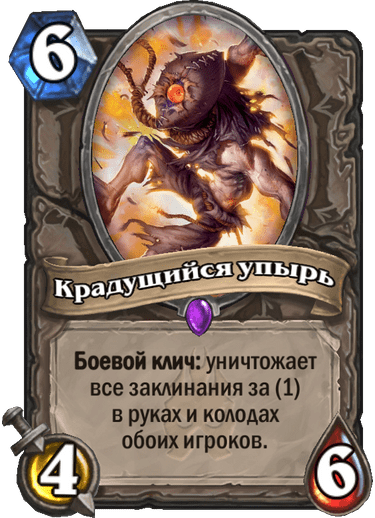 6
Крадущийся упырь
Боевой клич: уничтожает
все заклинания за (1)
в руках и колодах
обоих игроков.
4
6